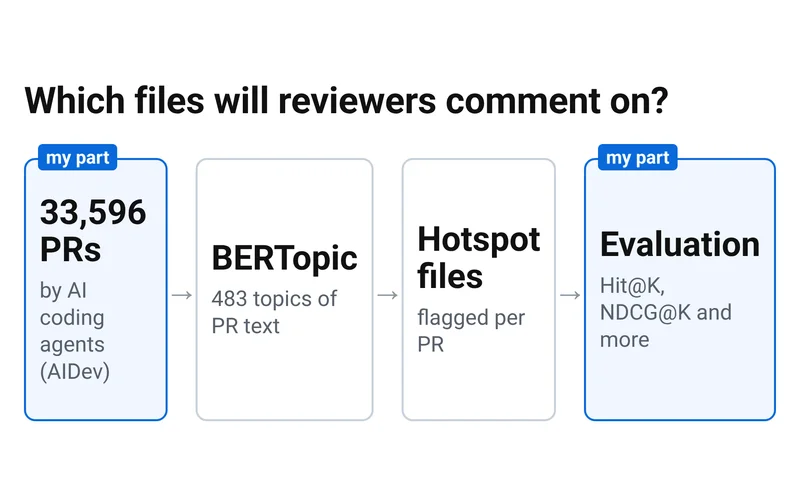 Which files will reviewers comment on?
my part
33,596
PRs
by AI
coding
agents
(AIDev)
→
BERTopic
483 topics of
PR text
→
Hotspot
files
flagged per
PR
→
my part
Evaluation
Hit@K,
NDCG@K and
more